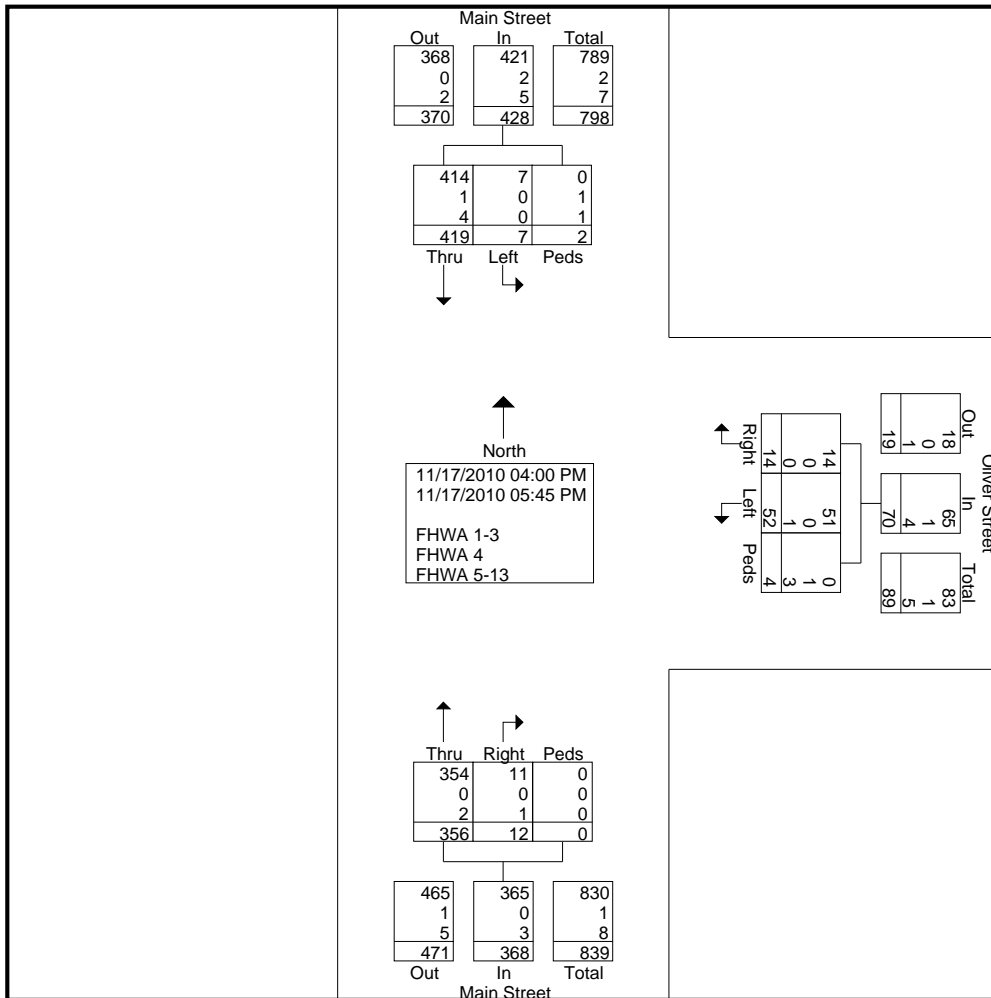 Main Street
Out In Total
368 421 789
0 2 2
2 5 7
370 428 798
414 7 0
1 0 1
4 0 1
419 7 2
Thru Left Peds
North
11/17/2010 04:00 PM
11/17/2010 05:45 PM
FHWA 1-3
FHWA 4
FHWA 5-13
Oliver Street
Out In Total
18 65 83
0 1 1
1 4 5
19 70 89
14 51 0
0 0 1
0 1 3
14 52 4
Right Left Peds
Thru Right Peds
354 11 0
0 0 0
2 1 0
356 12 0
465 365 830
1 0 1
5 3 8
471 368 839
Out In Total
Main Street